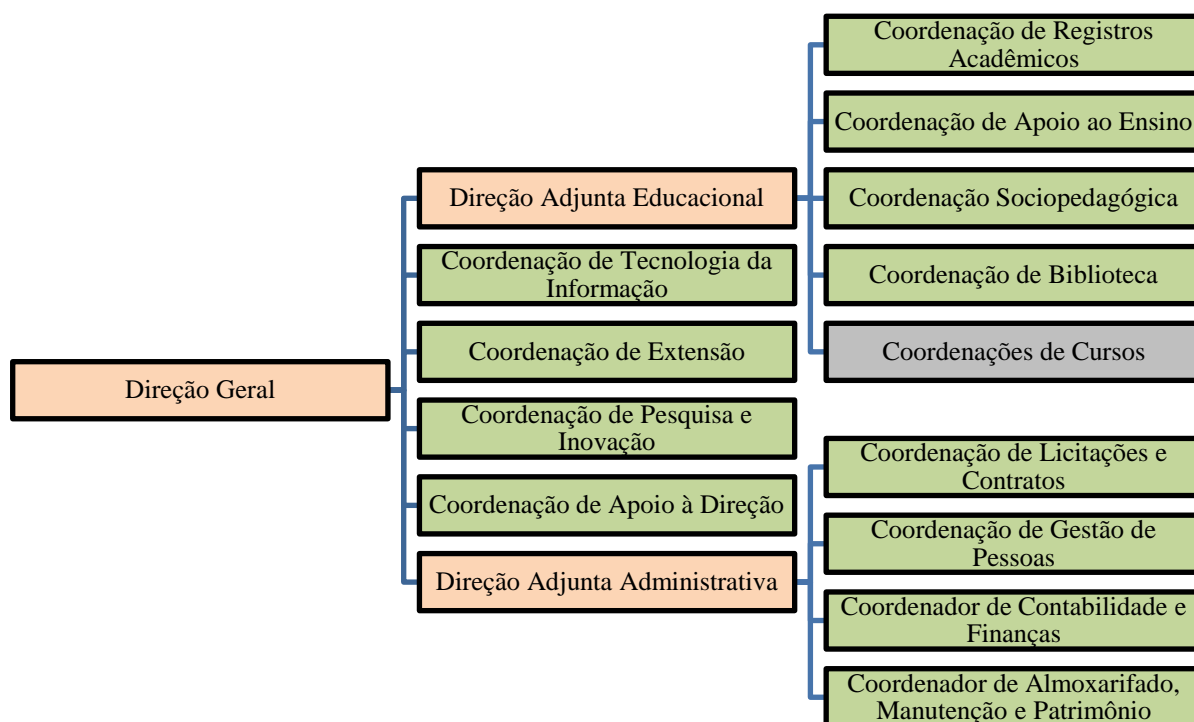 Direção Geral
Direção Adjunta Educacional
Coordenação de Tecnologia da
Informação
Coordenação de Extensão
Coordenação de Pesquisa e
Inovação
Coordenação de Apoio à Direção
Direção Adjunta Administrativa
Coordenação de Registros
Acadêmicos
Coordenação de Apoio ao Ensino
Coordenação Sociopedagógica
Coordenação de Biblioteca
Coordenações de Cursos
Coordenação de Licitações e
Contratos
Coordenação de Gestão de
Pessoas
Coordenador de Contabilidade e
Finanças
Coordenador de Almoxarifado,
Manutenção e Patrimônio